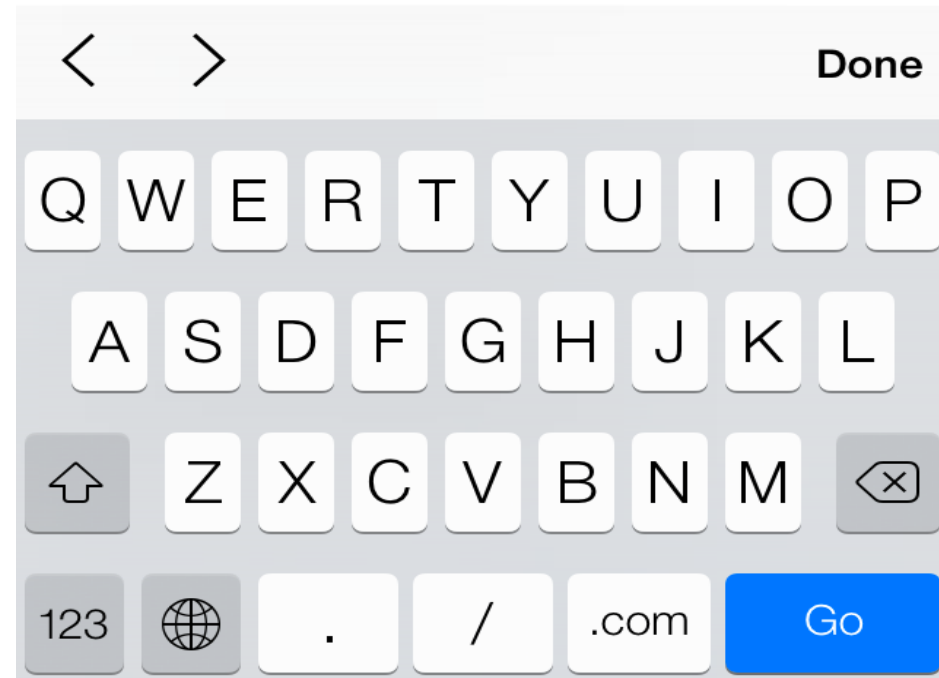 Done
Q W E R T Y U I O P
A S D F G H J K L
Z X C V B N M
123 . / .com Go